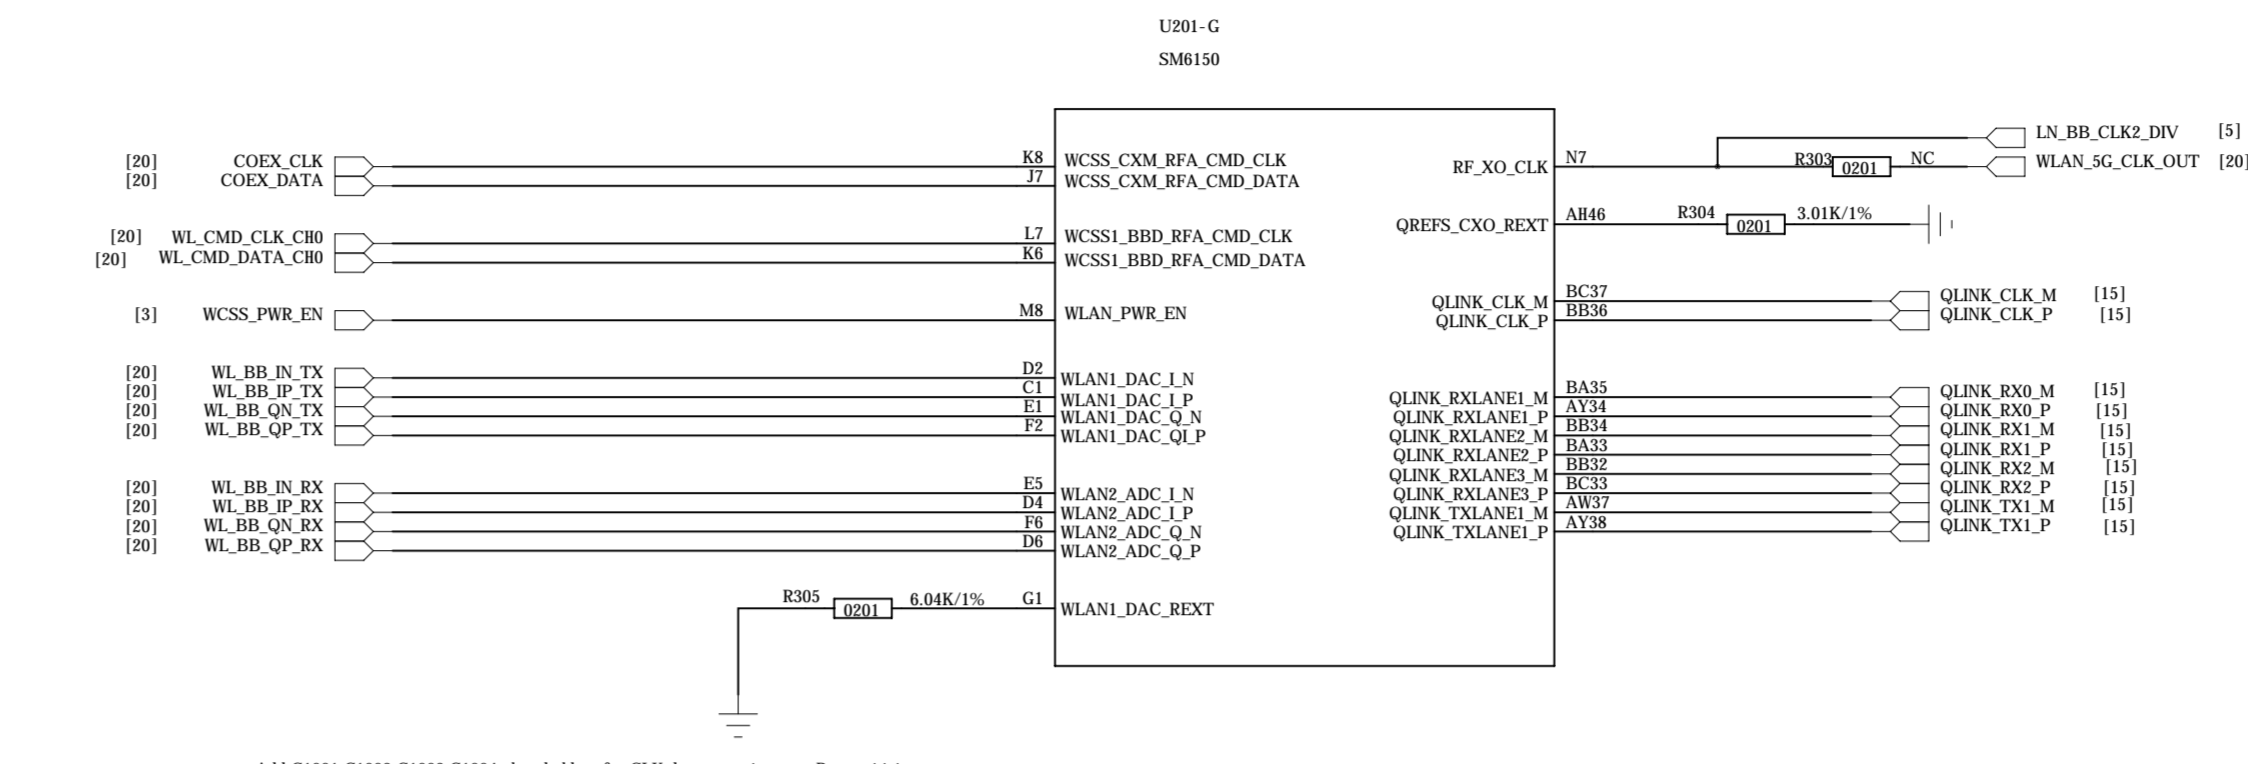 U201-G
SM6150
[20] COEX_CLK K8 WCSS_CXM_RFA_CMD_CLK
[20] COEX_DATA J7 WCSS_CXM_RFA_CMD_DATA
[20] WL_CMD_CLK_CH0 L7 WCSS1_BBD_RFA_CMD_CLK
[20] WL_CMD_DATA_CH0 K6 WCSS1_BBD_RFA_CMD_DATA
[3] WCSS_PWR_EN M8 WLAN_PWR_EN
[20] WL_BB_IN_TX D2 WLAN1_DAC_I_N
[20] WL_BB_IP_TX C1 WLAN1_DAC_I_P
[20] WL_BB_QN_TX E1 WLAN1_DAC_Q_N
[20] WL_BB_QP_TX F2 WLAN1_DAC_QI_P
[20] WL_BB_IN_RX E5 WLAN2_ADC_I_N
[20] WL_BB_IP_RX D4 WLAN2_ADC_I_P
[20] WL_BB_QN_RX F6 WLAN2_ADC_Q_N
[20] WL_BB_QP_RX D6 WLAN2_ADC_Q_P
R305 0201 6.04K/1% G1 WLAN1_DAC_REXT
LN_BB_CLK2_DIV [5]
RF_XO_CLK N7 R303 0201 NC WLAN_5G_CLK_OUT [20]
QREFS_CXO_REXT AH46 R304 0201 3.01K/1%
QLINK_CLK_M BC37 QLINK_CLK_M [15]
QLINK_CLK_P BB36 QLINK_CLK_P [15]
QLINK_RXLANE1_M BA35 QLINK_RX0_M [15]
QLINK_RXLANE1_P AY34 QLINK_RX0_P [15]
QLINK_RXLANE2_M BB34 QLINK_RX1_M [15]
QLINK_RXLANE2_P BA33 QLINK_RX1_P [15]
QLINK_RXLANE3_M BB32 QLINK_RX2_M [15]
QLINK_RXLANE3_P BC33 QLINK_RX2_P [15]
QLINK_TXLANE1_M AW37 QLINK_TX1_M [15]
QLINK_TXLANE1_P AY38 QLINK_TX1_P [15]